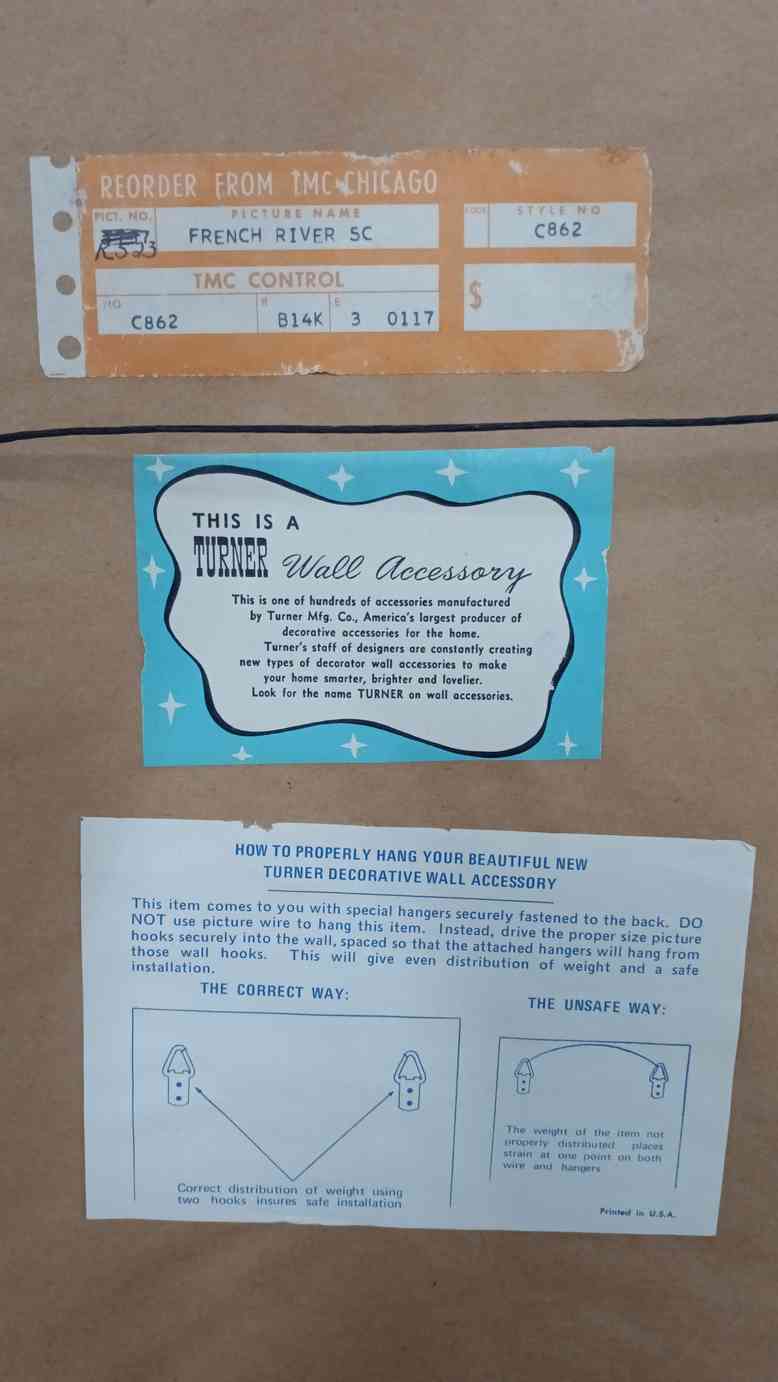 REORDER FROM TMC-CHICAGO
PICT. NO. PICTURE NAME STYLE NO
R523 FRENCH RIVER SC C862
TMC CONTROL
NO. R E $
C862 B14K 3 0117
THIS IS A
TURNER Wall Accessory
This is one of hundreds of accessories manufactured
by Turner Mfg. Co., America's largest producer of
decorative accessories for the home.
Turner's staff of designers are constantly creating
new types of decorator wall accessories to make
your home smarter, brighter and lovelier.
Look for the name TURNER on wall accessories.
HOW TO PROPERLY HANG YOUR BEAUTIFUL NEW
TURNER DECORATIVE WALL ACCESSORY
This item comes to you with special hangers securely fastened to the back. DO
NOT use picture wire to hang this item. Instead, drive the proper size picture
hooks securely into the wall, spaced so that the attached hangers will hang from
those wall hooks. This will give even distribution of weight and a safe
installation.
THE CORRECT WAY:
Correct distribution of weight using
two hooks insures safe installation
THE UNSAFE WAY:
The weight of the item not
properly distributed places
strain at one point on both
wire and hangers
Printed in U.S.A.